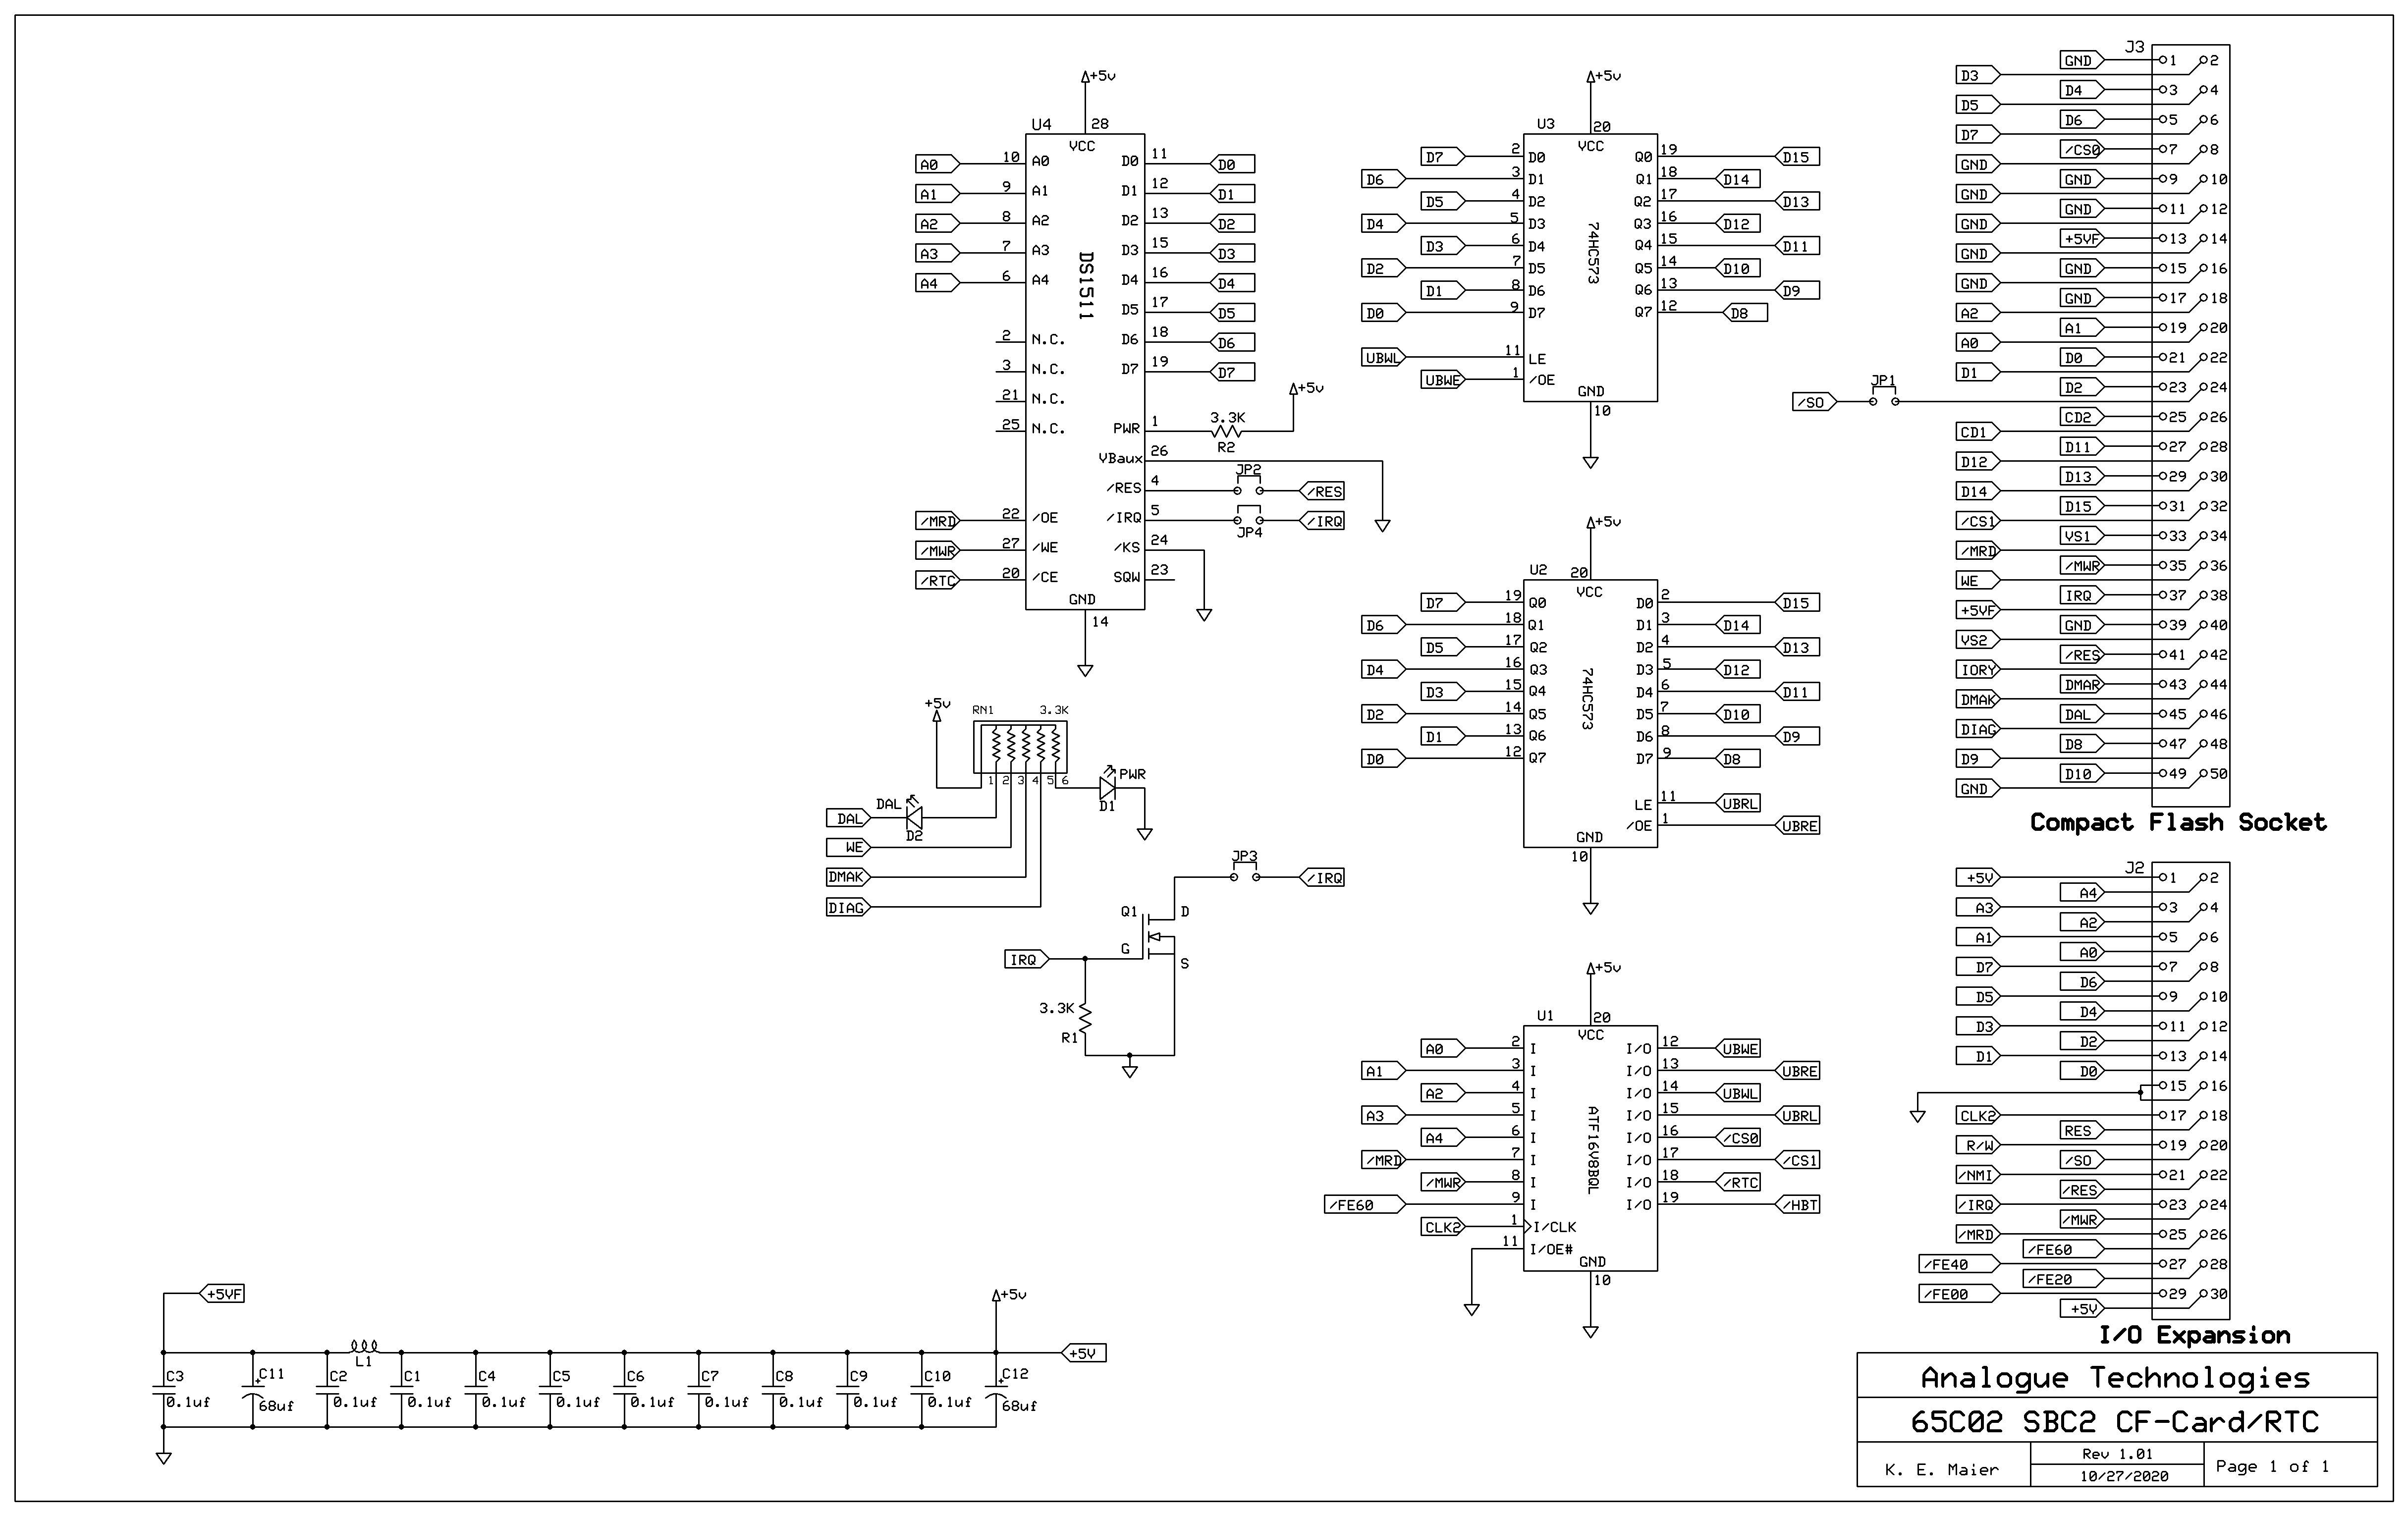 U4
+5v
28
VCC
A0 10 A0 D0 11 D0
A1 9 A1 D1 12 D1
A2 8 A2 D2 13 D2
A3 7 A3 D3 15 D3
A4 6 A4 D4 16 D4
D5 17 D5
2 N.C. D6 18 D6
3 N.C. D7 19 D7
21 N.C.
25 N.C. PWR 1 3.3K R2 +5v
VBaux 26
/RES 4 JP2 /RES
/MRD 22 /OE /IRQ 5 JP4 /IRQ
/MWR 27 /WE /KS 24
/RTC 20 /CE SQW 23
GND
14
DS1511
+5v
RN1 3.3K
1 2 3 4 5 6
PWR
D1
DAL
D2
DAL
WE
DMAK
DIAG
JP3
/IRQ
Q1 D
G
S
IRQ
3.3K
R1
+5v
U3 20
VCC
D7 2 D0 Q0 19 D15
D6 3 D1 Q1 18 D14
D5 4 D2 Q2 17 D13
D4 5 D3 Q3 16 D12
D3 6 D4 Q4 15 D11
D2 7 D5 Q5 14 D10
D1 8 D6 Q6 13 D9
D0 9 D7 Q7 12 D8
UBWL 11 LE
UBWE 1 /OE
GND
10
74HC573
+5v
U2 20
VCC
D7 19 Q0 D0 2 D15
D6 18 Q1 D1 3 D14
D5 17 Q2 D2 4 D13
D4 16 Q3 D3 5 D12
D3 15 Q4 D4 6 D11
D2 14 Q5 D5 7 D10
D1 13 Q6 D6 8 D9
D0 12 Q7 D7 9 D8
LE 11 UBRL
/OE 1 UBRE
GND
10
74HC573
+5v
U1 20
VCC
A0 2 I I/O 12 UBWE
A1 3 I I/O 13 UBRE
A2 4 I I/O 14 UBWL
A3 5 I I/O 15 UBRL
A4 6 I I/O 16 /CS0
/MRD 7 I I/O 17 /CS1
/MWR 8 I I/O 18 /RTC
/FE60 9 I I/O 19 /HBT
CLK2 1 I/CLK
11 I/OE#
GND
10
ATF16V8BQL
J3
GND 1 2
D3
D4 3 4
D5
D6 5 6
D7
/CS0 7 8
GND
GND 9 10
GND
GND 11 12
GND
+5VF 13 14
GND
GND 15 16
GND
GND 17 18
A2
A1 19 20
A0
D0 21 22
D1
D2 23 24
/SO JP1
CD2 25 26
CD1
D11 27 28
D12
D13 29 30
D14
D15 31 32
/CS1
VS1 33 34
/MRD
/MWR 35 36
WE
IRQ 37 38
+5VF
GND 39 40
VS2
/RES 41 42
IORY
DMAR 43 44
DMAK
DAL 45 46
DIAG
D8 47 48
D9
D10 49 50
GND
Compact Flash Socket
J2
+5V 1 2
A4
A3 3 4
A2
A1 5 6
A0
D7 7 8
D6
D5 9 10
D4
D3 11 12
D2
D1 13 14
D0
15 16
CLK2 17 18
RES
R/W 19 20
/SO
/NMI 21 22
/RES
/IRQ 23 24
/MWR
/MRD 25 26
/FE60
/FE40 27 28
/FE20
/FE00 29 30
+5V
I/O Expansion
+5VF
+5v
L1
+5V
C3 C11 C2 C1 C4 C5 C6 C7 C8 C9 C10 C12
+ +
0.1uf 68uf 0.1uf 0.1uf 0.1uf 0.1uf 0.1uf 0.1uf 0.1uf 0.1uf 0.1uf 68uf
Analogue Technologies
65C02 SBC2 CF-Card/RTC
K. E. Maier
Rev 1.01
10/27/2020
Page 1 of 1